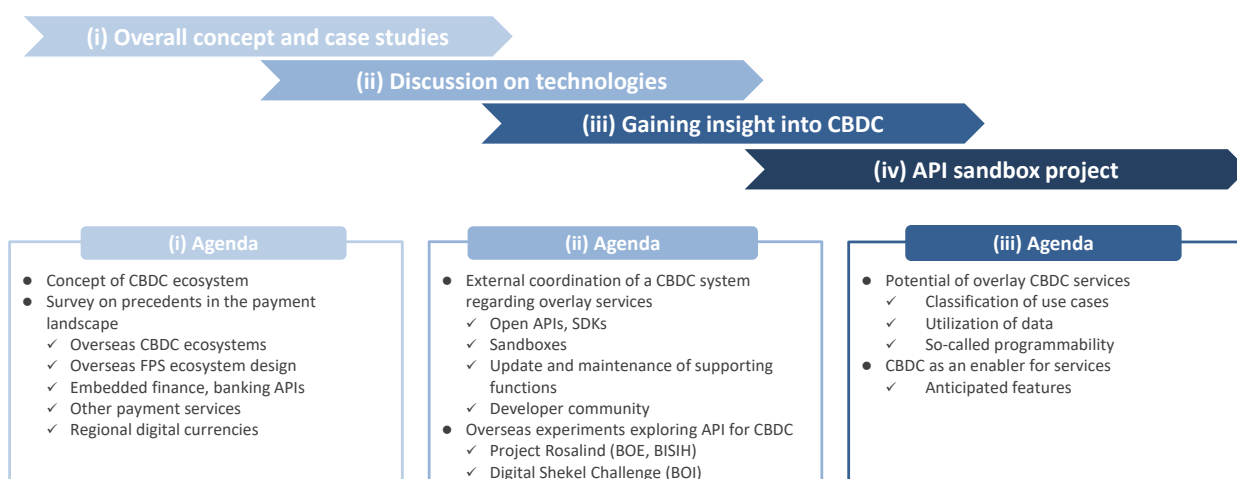 (i) Overall concept and case studies
(ii) Discussion on technologies
(iii) Gaining insight into CBDC
(iv) API sandbox project
(i) Agenda
● Concept of CBDC ecosystem
● Survey on precedents in the payment
landscape
✓ Overseas CBDC ecosystems
✓ Overseas FPS ecosystem design
✓ Embedded finance, banking APIs
✓ Other payment services
✓ Regional digital currencies
(ii) Agenda
● External coordination of a CBDC system
regarding overlay services
✓ Open APIs, SDKs
✓ Sandboxes
✓ Update and maintenance of supporting
functions
✓ Developer community
● Overseas experiments exploring API for CBDC
✓ Project Rosalind (BOE, BISIH)
✓ Digital Shekel Challenge (BOI)
(iii) Agenda
● Potential of overlay CBDC services
✓ Classification of use cases
✓ Utilization of data
✓ So-called programmability
● CBDC as an enabler for services
✓ Anticipated features